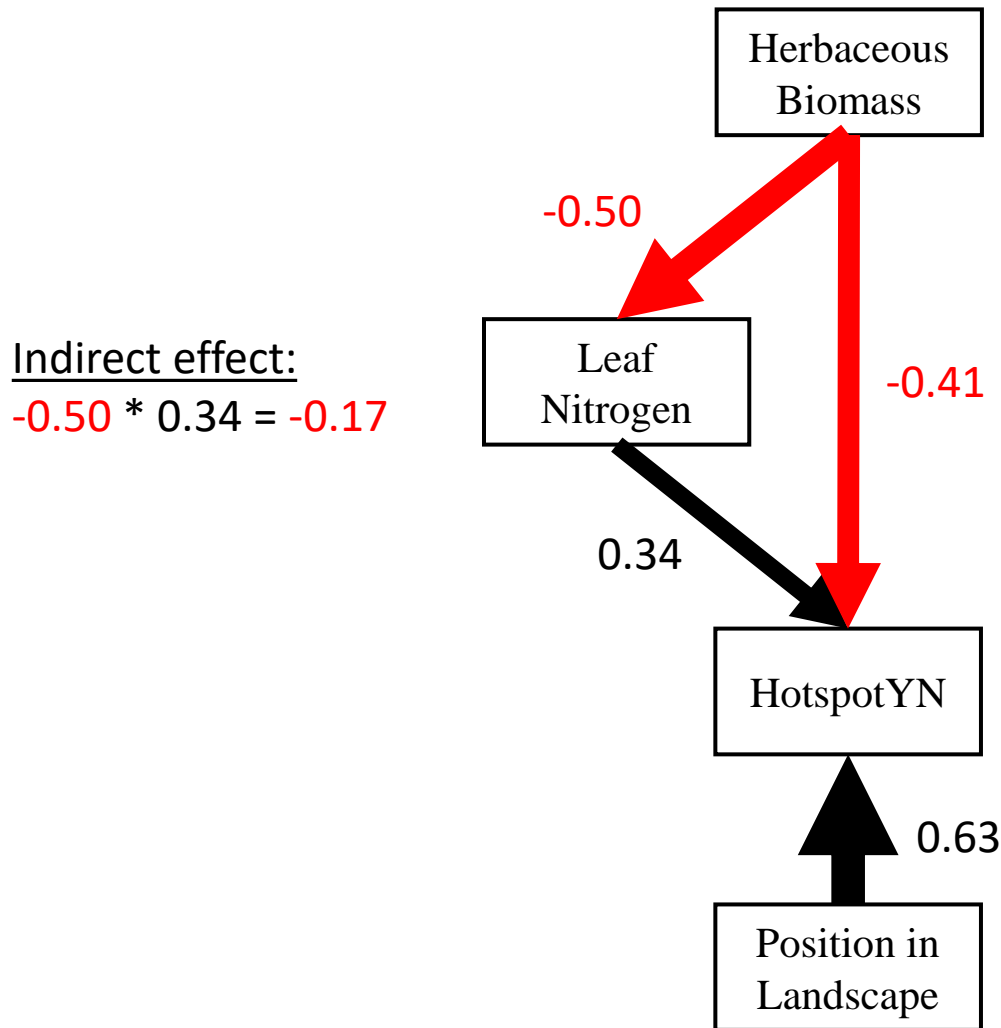 Herbaceous
Biomass
-0.50
Leaf
Nitrogen
Indirect effect:
-0.50 * 0.34 = -0.17
-0.41
0.34
HotspotYN
0.63
Position in
Landscape